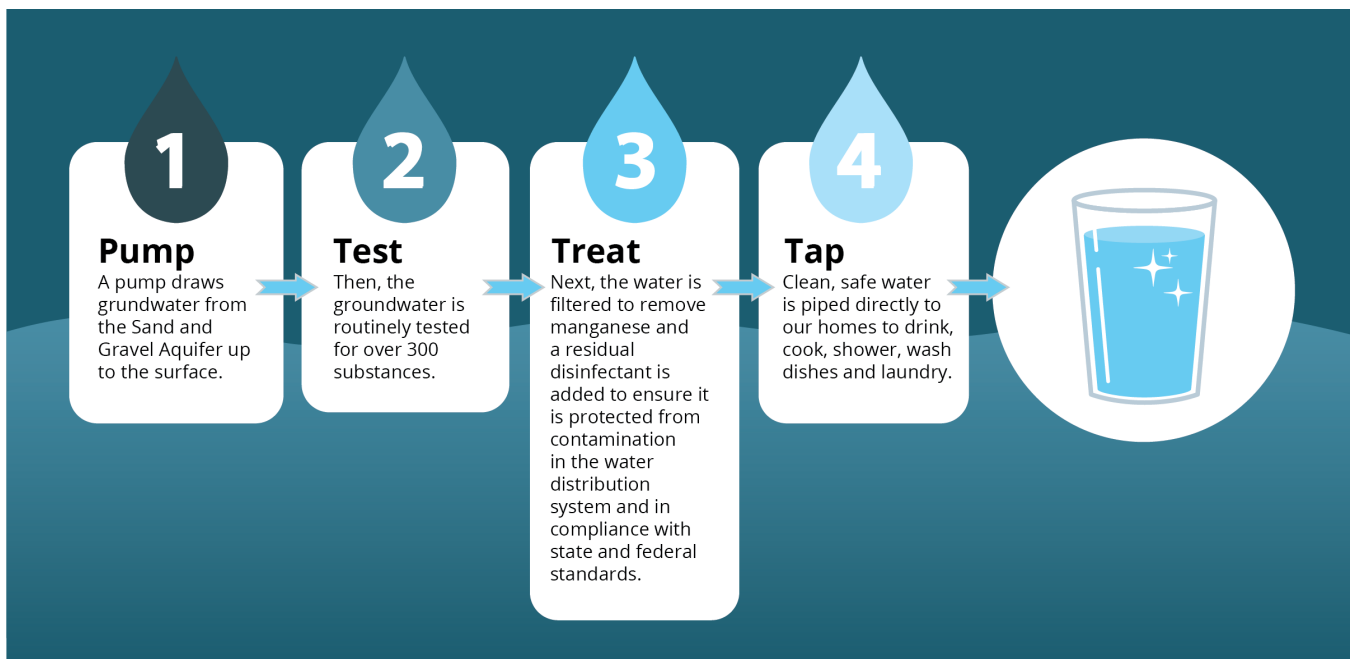 1
Pump
A pump draws
grundwater from
the Sand and
Gravel Aquifer up
to the surface.
2
Test
Then, the
groundwater is
routinely tested
for over 300
substances.
3
Treat
Next, the water is
filtered to remove
manganese and
a residual
disinfectant is
added to ensure it
is protected from
contamination
in the water
distribution
system and in
compliance with
state and federal
standards.
4
Tap
Clean, safe water
is piped directly to
our homes to drink,
cook, shower, wash
dishes and laundry.